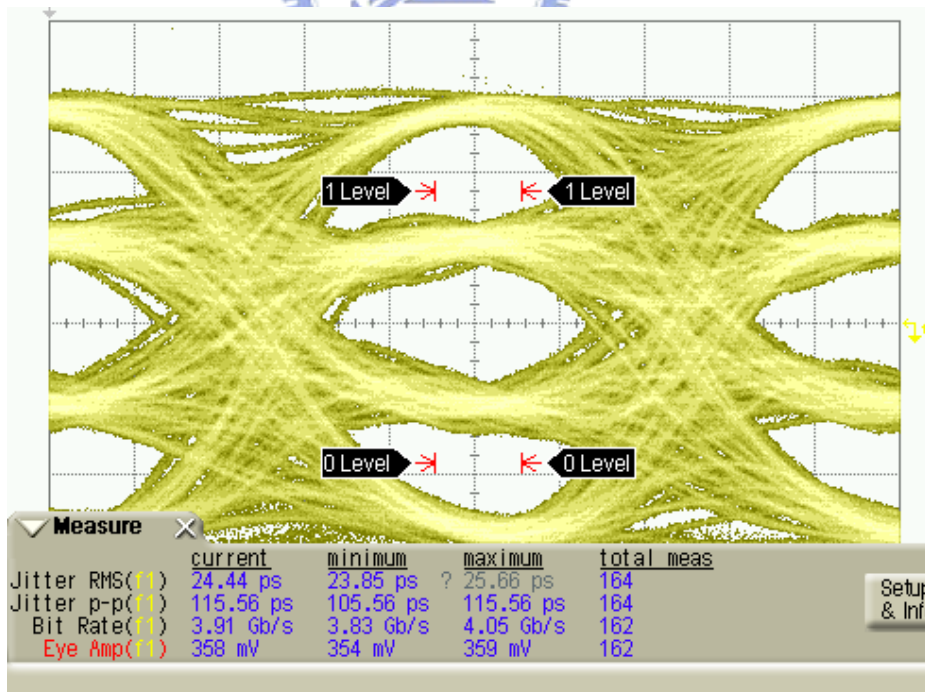 1 Level 1 Level
0 Level 0 Level
Measure
current minimum maximum total meas
Jitter RMS(f1) 24.44 ps 23.85 ps ? 25.66 ps 164
Jitter p-p(f1) 115.56 ps 105.56 ps 115.56 ps 164
Bit Rate(f1) 3.91 Gb/s 3.83 Gb/s 4.05 Gb/s 162
Eye Amp(f1) 358 mV 354 mV 359 mV 162
Setup
& Inf